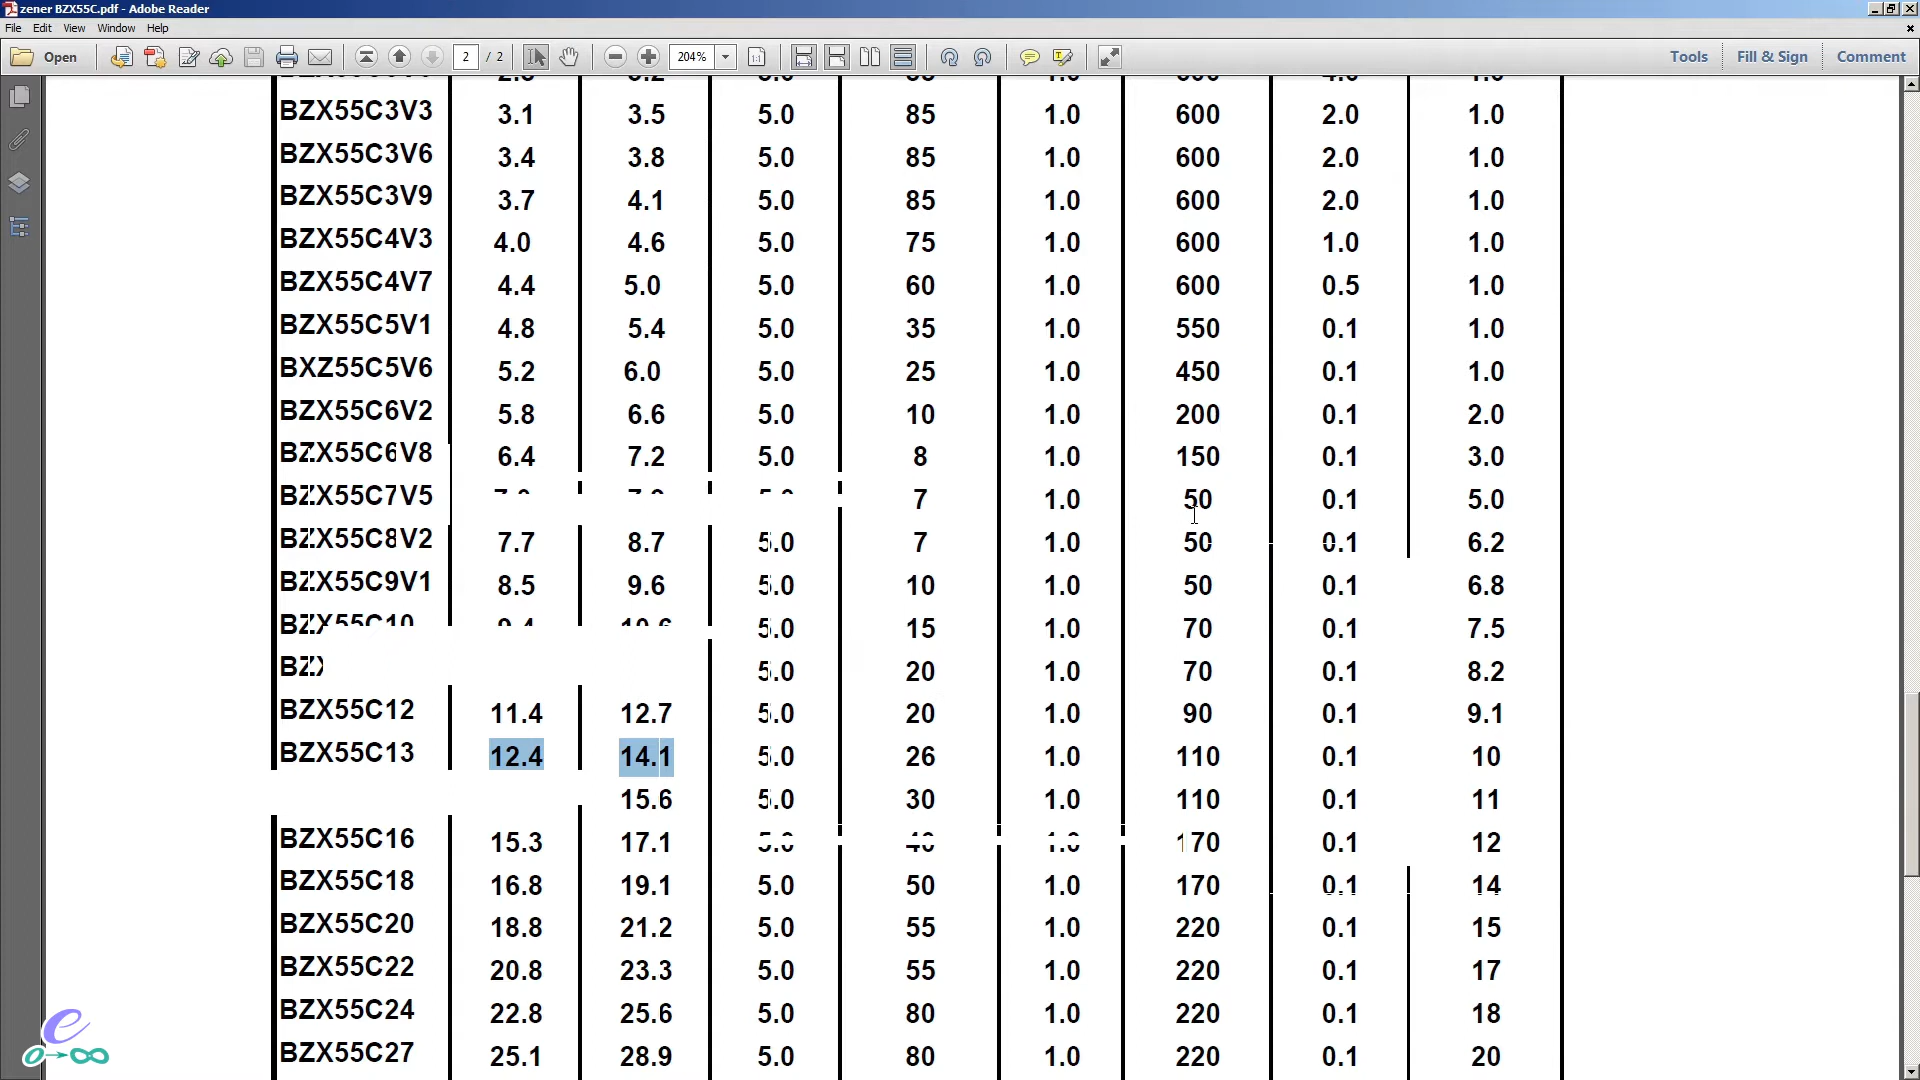 zener BZX55C.pdf - Adobe Reader
File Edit View Window Help
Open 2 / 2 204% Tools Fill & Sign Comment
BZX55C3V3 3.1 3.5 5.0 85 1.0 600 2.0 1.0
BZX55C3V6 3.4 3.8 5.0 85 1.0 600 2.0 1.0
BZX55C3V9 3.7 4.1 5.0 85 1.0 600 2.0 1.0
BZX55C4V3 4.0 4.6 5.0 75 1.0 600 1.0 1.0
BZX55C4V7 4.4 5.0 5.0 60 1.0 600 0.5 1.0
BZX55C5V1 4.8 5.4 5.0 35 1.0 550 0.1 1.0
BXZ55C5V6 5.2 6.0 5.0 25 1.0 450 0.1 1.0
BZX55C6V2 5.8 6.6 5.0 10 1.0 200 0.1 2.0
BZX55C6V8 6.4 7.2 5.0 8 1.0 150 0.1 3.0
BZX55C7V5 7 1.0 50 0.1 5.0
BZX55C8V2 7.7 8.7 5.0 7 1.0 50 0.1 6.2
BZX55C9V1 8.5 9.6 5.0 10 1.0 50 0.1 6.8
BZX55C10 9.4 10.6 5.0 15 1.0 70 0.1 7.5
5.0 20 1.0 70 0.1 8.2
BZX55C12 11.4 12.7 5.0 20 1.0 90 0.1 9.1
BZX55C13 12.4 14.1 5.0 26 1.0 110 0.1 10
15.6 5.0 30 1.0 110 0.1 11
BZX55C16 15.3 17.1 5.0 40 1.0 170 0.1 12
BZX55C18 16.8 19.1 5.0 50 1.0 170 0.1 14
BZX55C20 18.8 21.2 5.0 55 1.0 220 0.1 15
BZX55C22 20.8 23.3 5.0 55 1.0 220 0.1 17
BZX55C24 22.8 25.6 5.0 80 1.0 220 0.1 18
BZX55C27 25.1 28.9 5.0 80 1.0 220 0.1 20